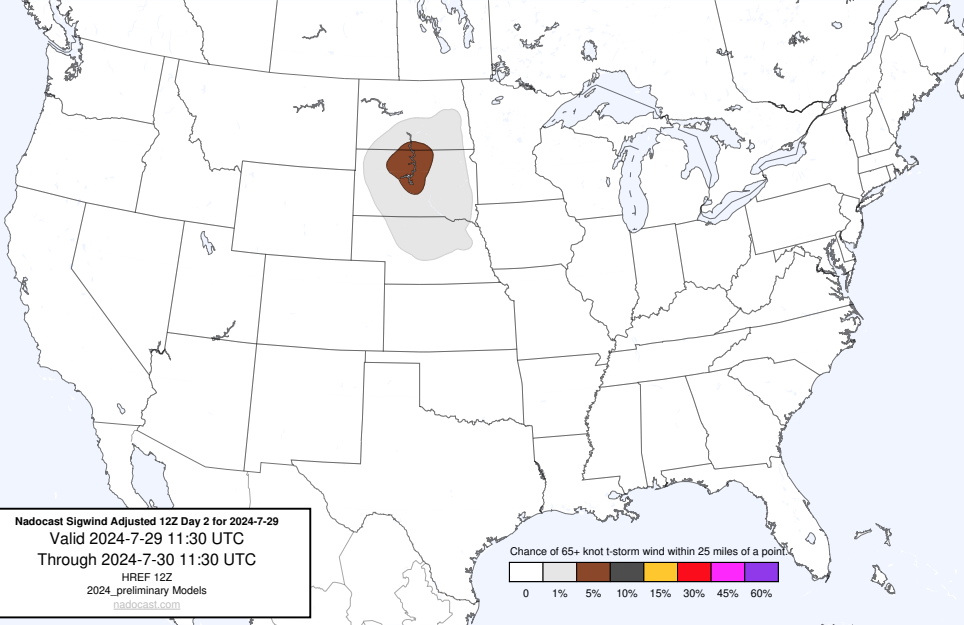 Nadocast Sigwind Adjusted 12Z Day 2 for 2024-7-29
Valid 2024-7-29 11:30 UTC
Through 2024-7-30 11:30 UTC
HREF 12Z
2024_preliminary Models
nadocast.com
Chance of 65+ knot t-storm wind within 25 miles of a point.
0 1% 5% 10% 15% 30% 45% 60%